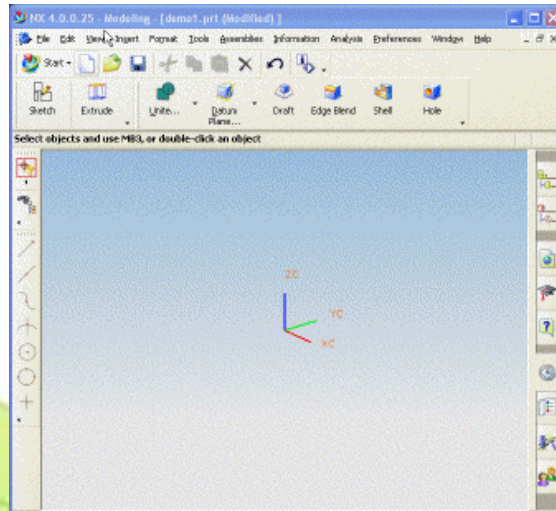 NX 4.0.0.25 - Modeling - [demo1.prt (Modified) ]
File Edit View Insert Format Tools Assemblies Information Analysis Preferences Window Help
Start
Sketch Extrude Unite... Datum Plane... Draft Edge Blend Shell Hole
Select objects and use MB3, or double-click an object
ZC
YC
XC